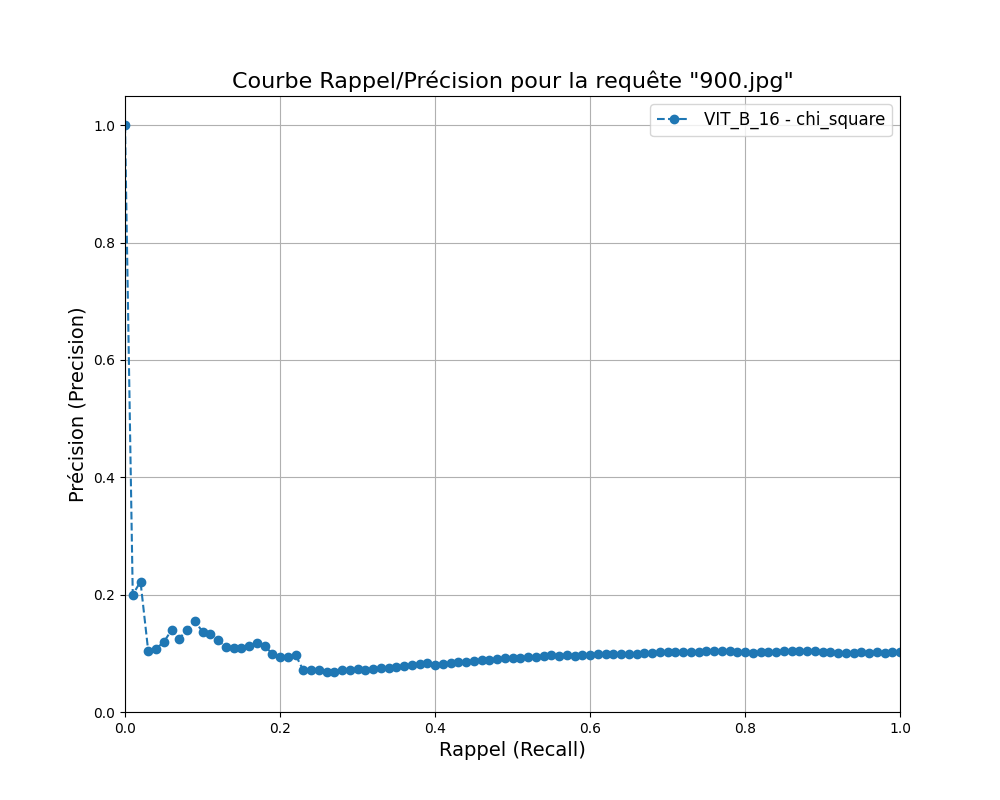 Courbe Rappel/Précision pour la requête "900.jpg"
VIT_B_16 - chi_square
1.0
0.8
0.6
0.4
0.2
0.0
Précision (Precision)
0.0 0.2 0.4 0.6 0.8 1.0
Rappel (Recall)